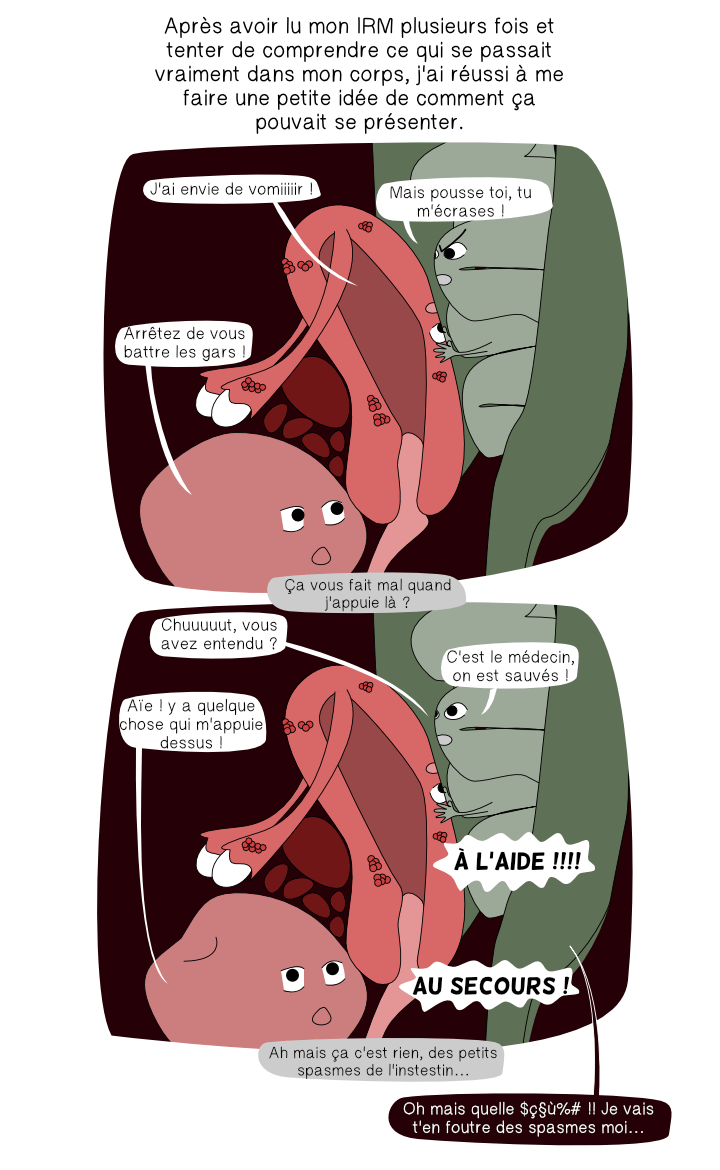 Après avoir lu mon IRM plusieurs fois et
tenter de comprendre ce qui se passait
vraiment dans mon corps, j'ai réussi à me
faire une petite idée de comment ça
pouvait se présenter.
J'ai envie de vomiiiiir !
Mais pousse toi, tu
m'écrases !
Arrêtez de vous
battre les gars !
Ça vous fait mal quand
j'appuie là ?
Chuuuuut, vous
avez entendu ?
C'est le médecin,
on est sauvés !
Aïe ! y a quelque
chose qui m'appuie
dessus !
À L'AIDE !!!!
AU SECOURS !
Ah mais ça c'est rien, des petits
spasmes de l'instestin...
Oh mais quelle $ç§ù%# !! Je vais
t'en foutre des spasmes moi...